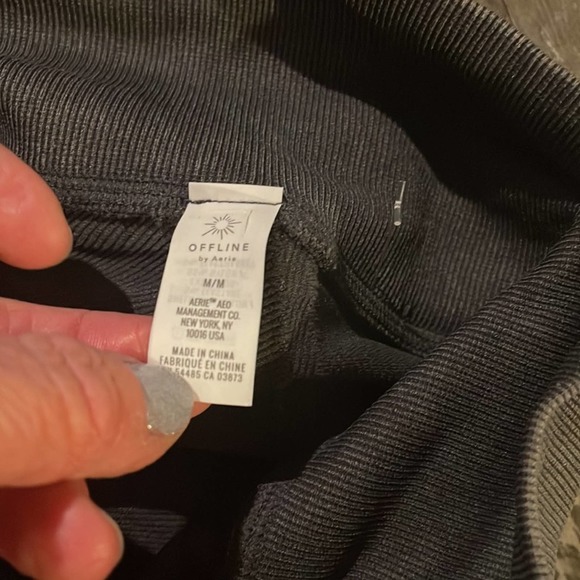 OFFLINE
by Aerie
M/M
AERIE™ AEO
MANAGEMENT CO.
NEW YORK, NY
10016 USA
MADE IN CHINA
FABRIQUÉ EN CHINE
54485 CA 03673